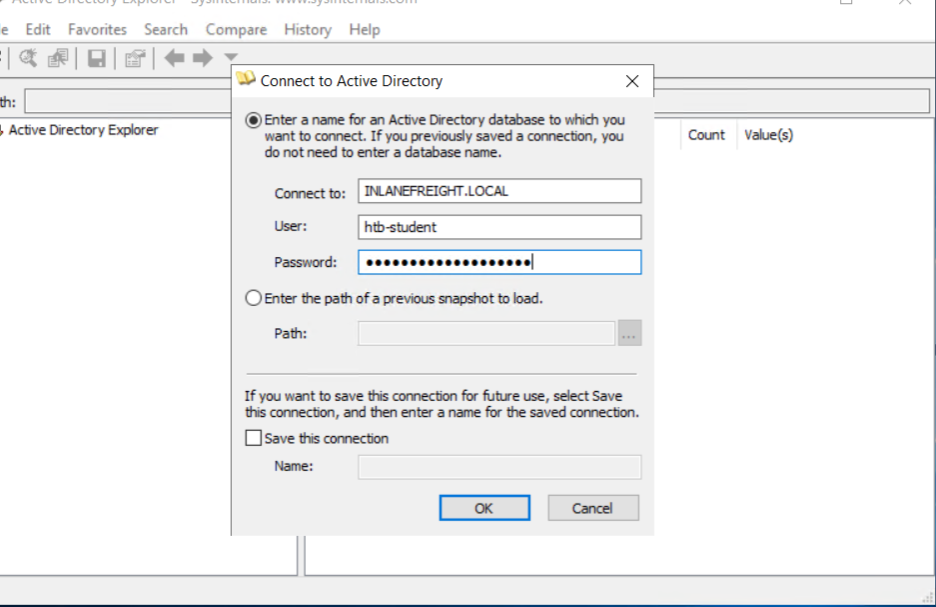 Active Directory Explorer - Sysinternals: www.sysinternals.com
Edit Favorites Search Compare History Help
Connect to Active Directory
Active Directory Explorer
Count Value(s)
Enter a name for an Active Directory database to which you
want to connect. If you previously saved a connection, you
do not need to enter a database name.
Connect to: INLANEFREIGHT.LOCAL
User: htb-student
Password: ●●●●●●●●●●●●●●●●●●●
Enter the path of a previous snapshot to load.
Path: ...
If you want to save this connection for future use, select Save
this connection, and then enter a name for the saved connection.
Save this connection
Name:
OK Cancel